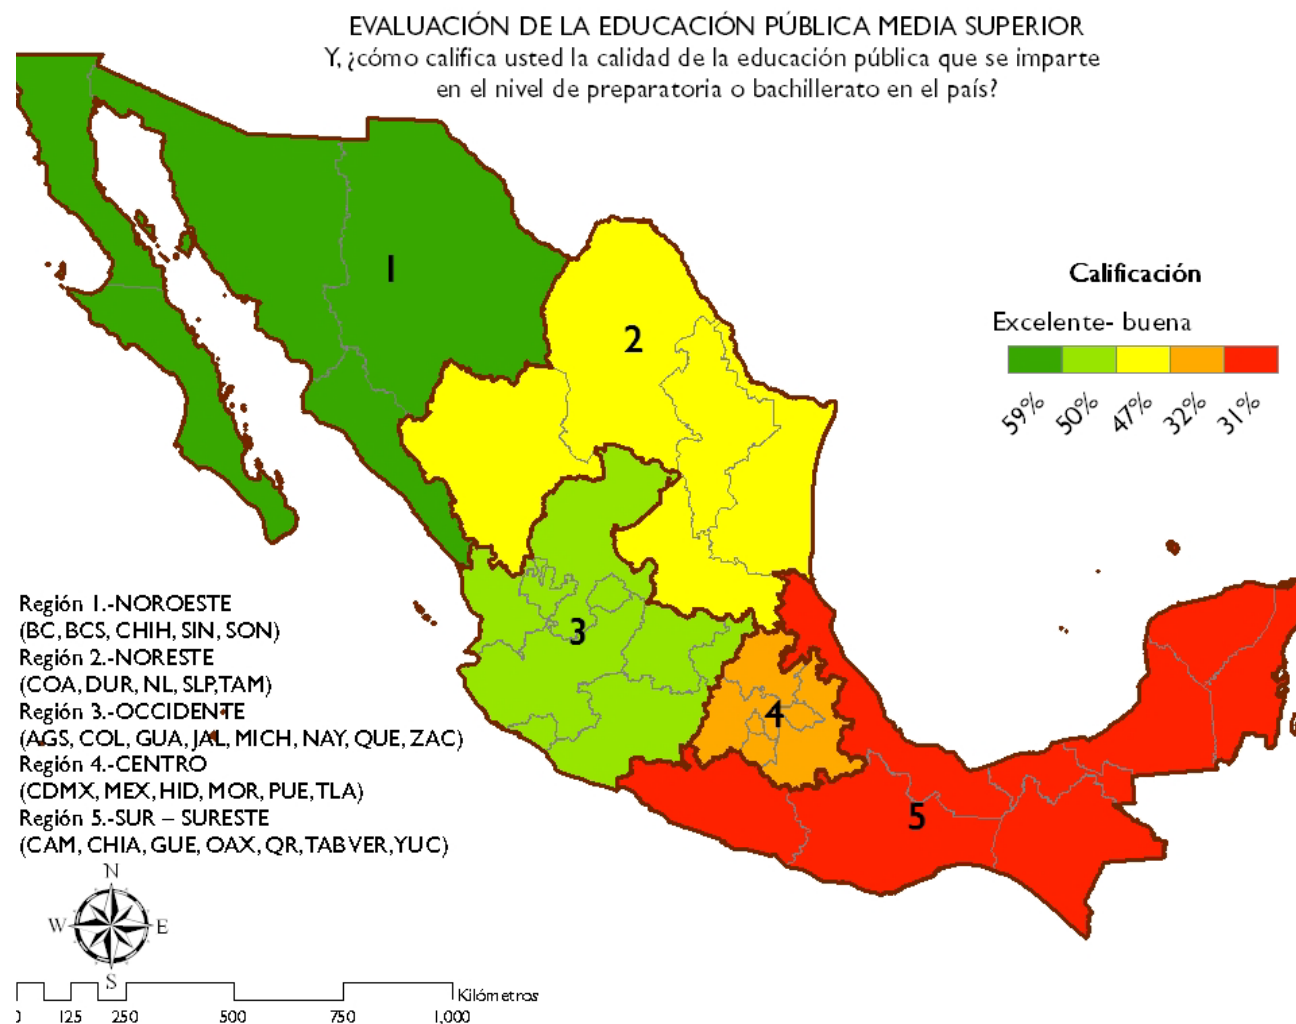 EVALUACIÓN DE LA EDUCACIÓN PÚBLICA MEDIA SUPERIOR
Y, ¿cómo califica usted la calidad de la educación pública que se imparte
en el nivel de preparatoria o bachillerato en el país?
1
2
Calificación
Excelente- buena
59%
50%
47%
32%
31%
3
4
5
Región 1.-NOROESTE
(BC, BCS, CHIH, SIN, SON)
Región 2.-NORESTE
(COA, DUR, NL, SLP,TAM)
Región 3.-OCCIDENTE
(AGS, COL, GUA, JAL, MICH, NAY, QUE, ZAC)
Región 4.-CENTRO
(CDMX, MEX, HID, MOR, PUE, TLA)
Región 5.-SUR – SURESTE
(CAM, CHIA, GUE, OAX, QR, TAB VER, YUC)
N
W E
S
Kilómetros
0 125 250 500 750 1,000